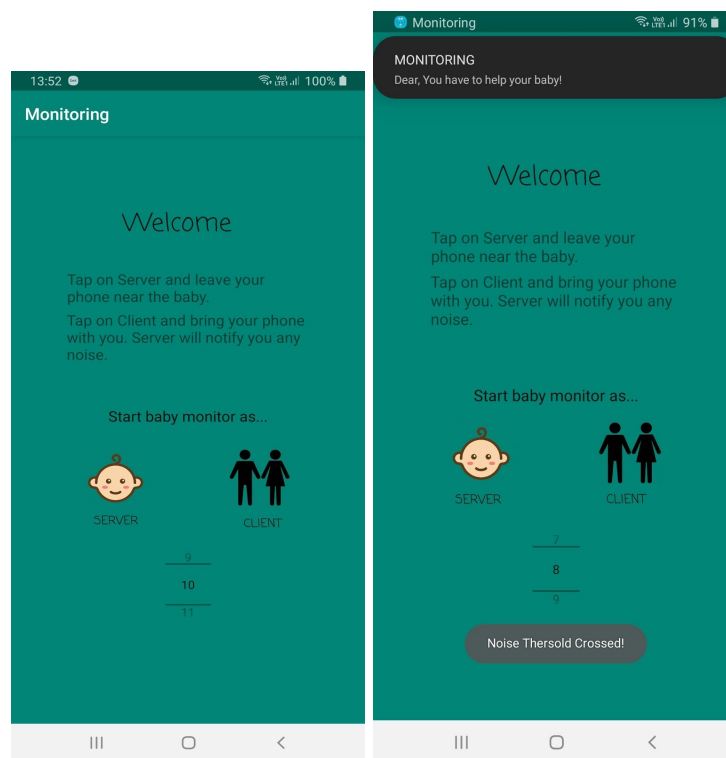 13:52
VoI) LTE1 100%
Monitoring
Welcome
Tap on Server and leave your
phone near the baby.
Tap on Client and bring your phone
with you. Server will notify you any
noise.
Start baby monitor as...
SERVER
CLIENT
9
10
11
Monitoring
VoI) LTE1 91%
MONITORING
Dear, You have to help your baby!
Welcome
Tap on Server and leave your
phone near the baby.
Tap on Client and bring your phone
with you. Server will notify you any
noise.
Start baby monitor as...
SERVER
CLIENT
7
8
9
Noise Thersold Crossed!